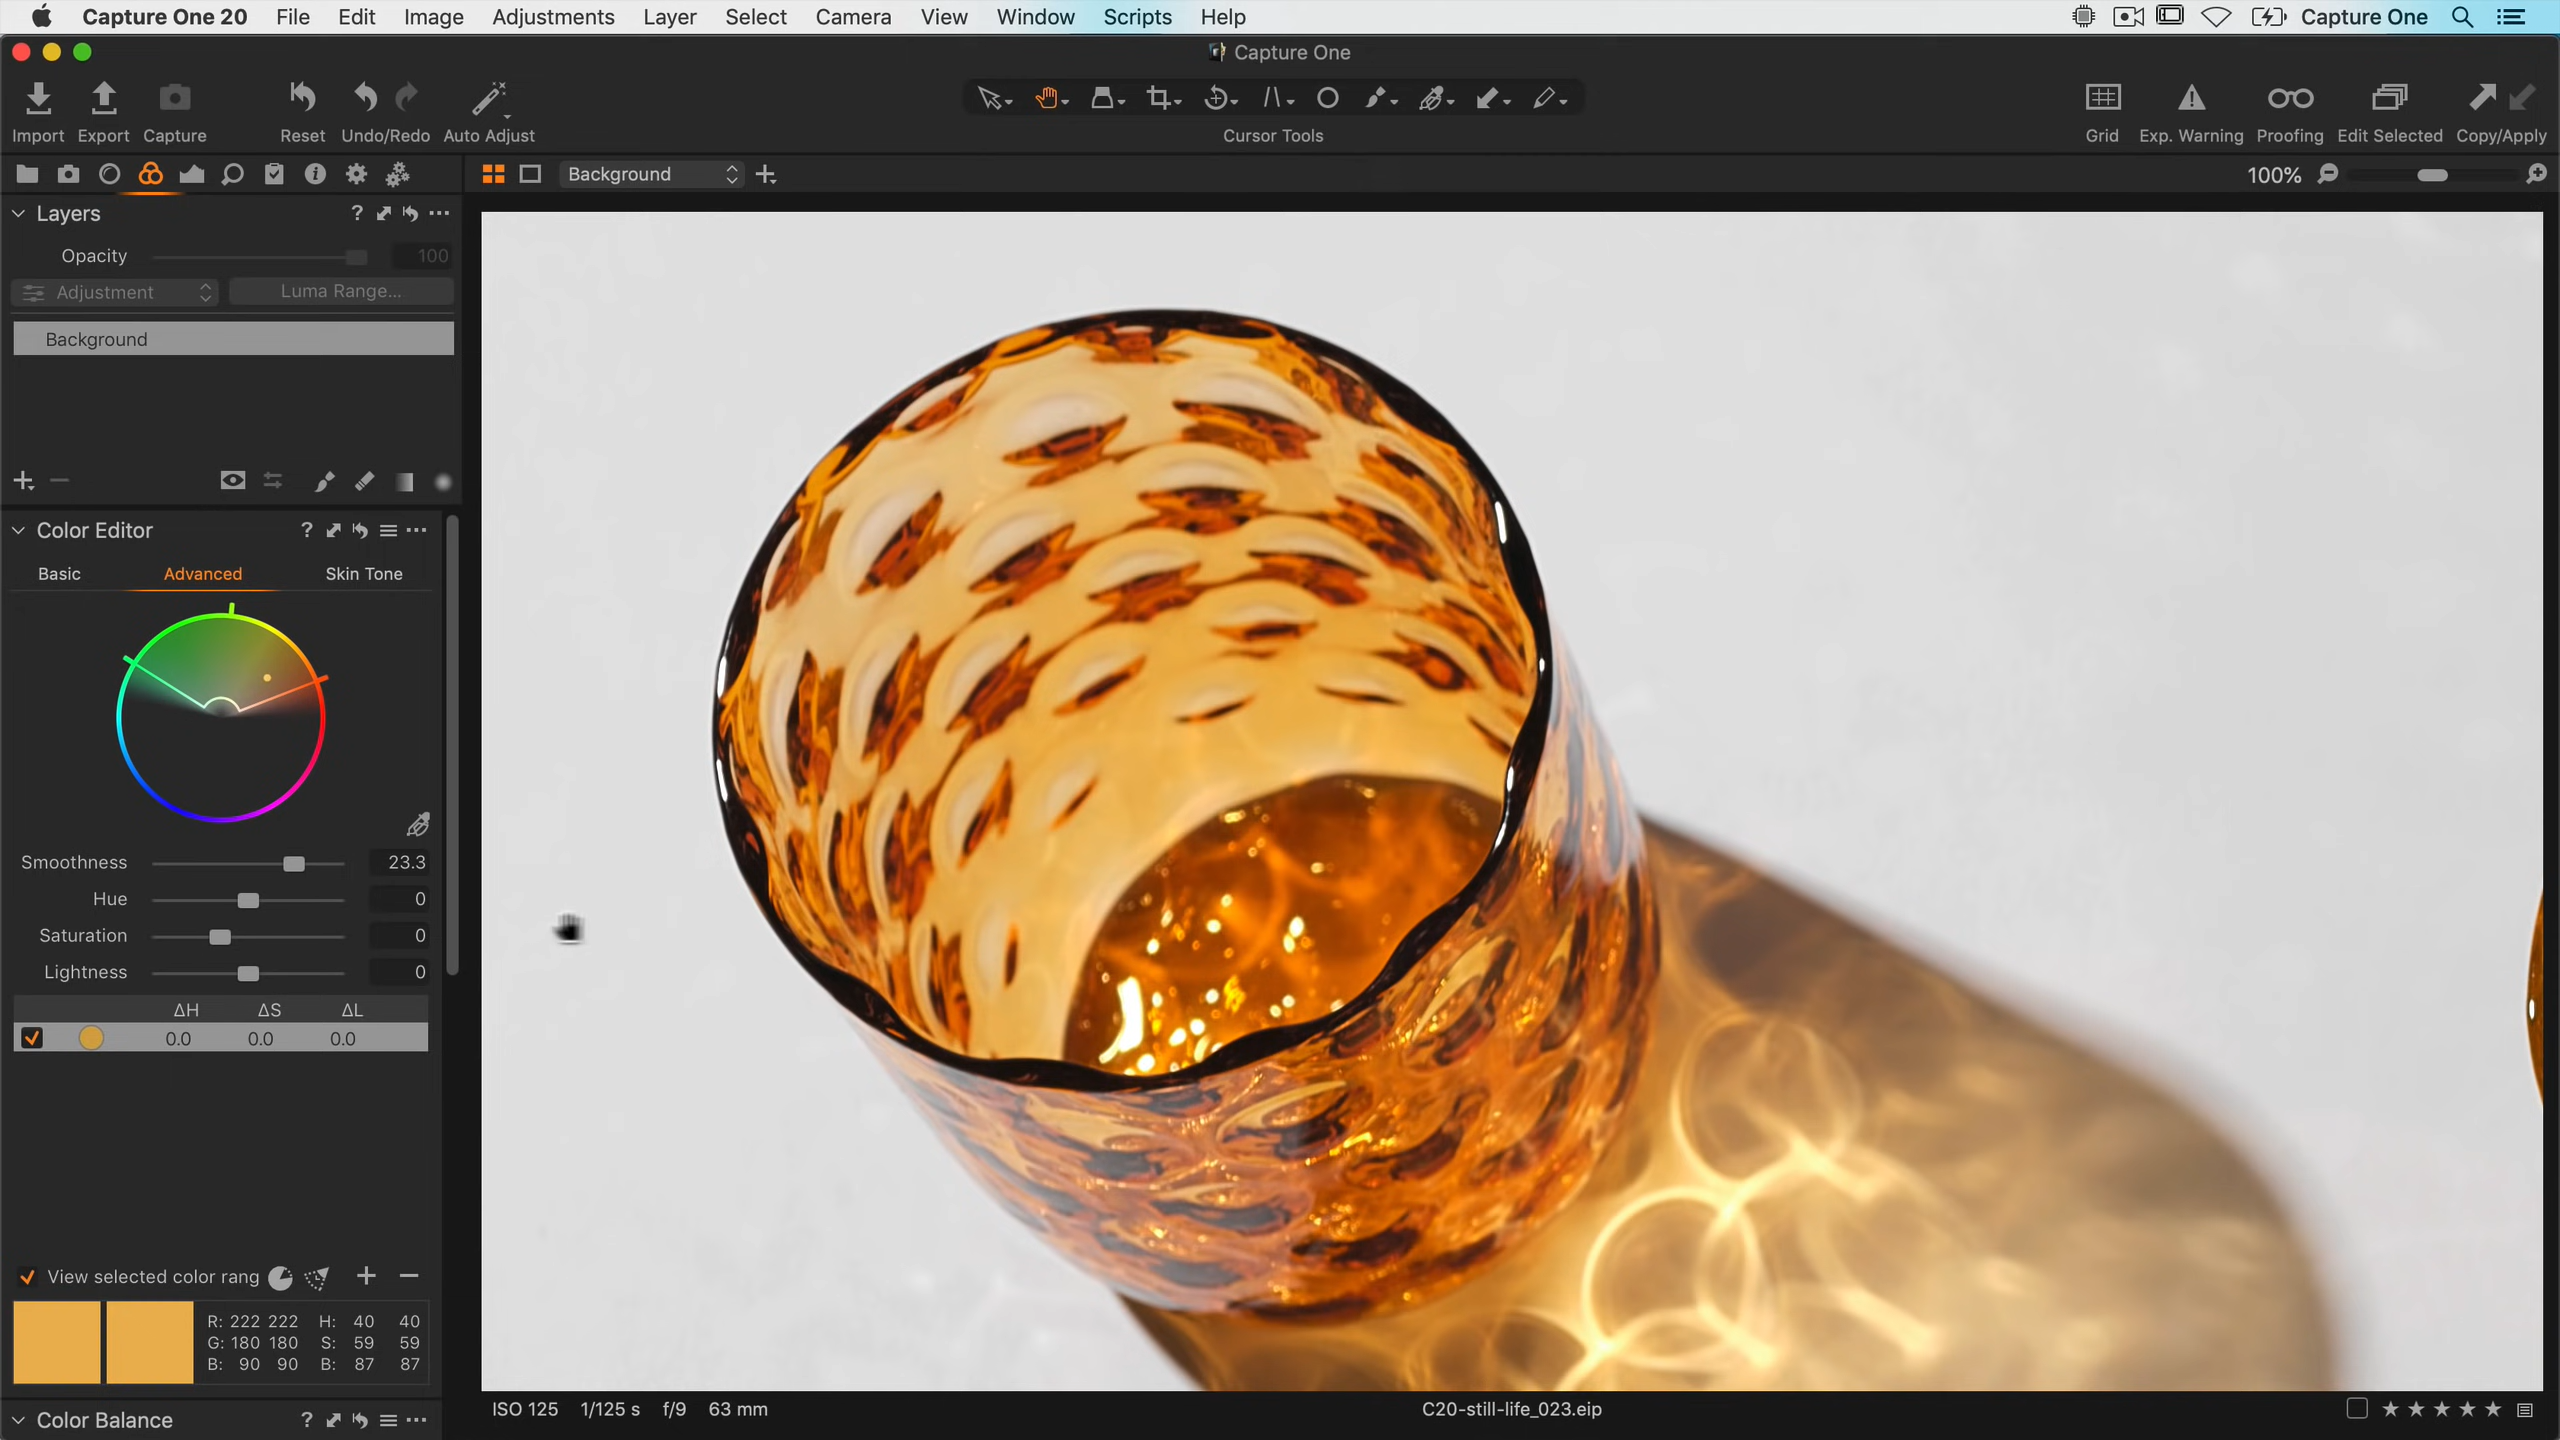 Capture One 20 File Edit Image Adjustments Layer Select Camera View Window Scripts Help Capture One
Capture One
Import Export Capture Reset Undo/Redo Auto Adjust Cursor Tools Grid Exp. Warning Proofing Edit Selected Copy/Apply
Background 100%
Layers ?
Opacity 100
Adjustment Luma Range...
Background
Color Editor ?
Basic Advanced Skin Tone
Smoothness 23.3
Hue 0
Saturation 0
Lightness 0
ΔH ΔS ΔL
0.0 0.0 0.0
View selected color rang
R: 222 222 H: 40 40
G: 180 180 S: 59 59
B: 90 90 B: 87 87
Color Balance ?
ISO 125 1/125 s f/9 63 mm C20-still-life_023.eip